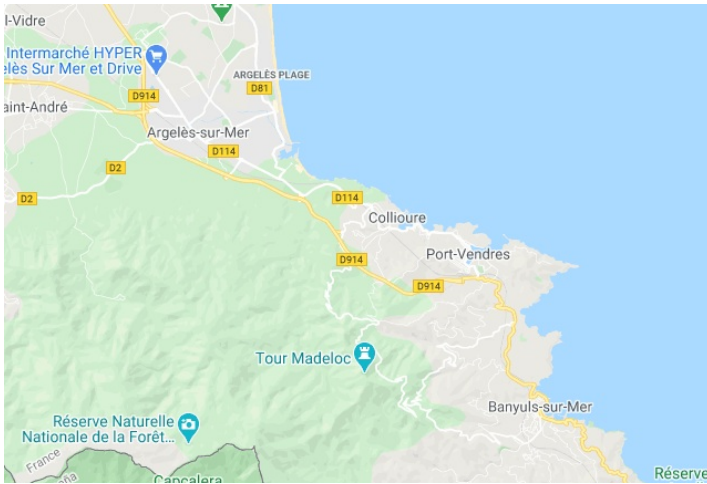 l-Vidre
Intermarché HYPER
elès Sur Mer et Drive
ARGELÈS PLAGE
D81
D914
aint-André
Argelès-sur-Mer
D114
D2
D2
D114
Collioure
Port-Vendres
D914
D914
Tour Madeloc
Banyuls-sur-Mer
Réserve Naturelle
Nationale de la Forêt...
France
Capcalera
Réserve